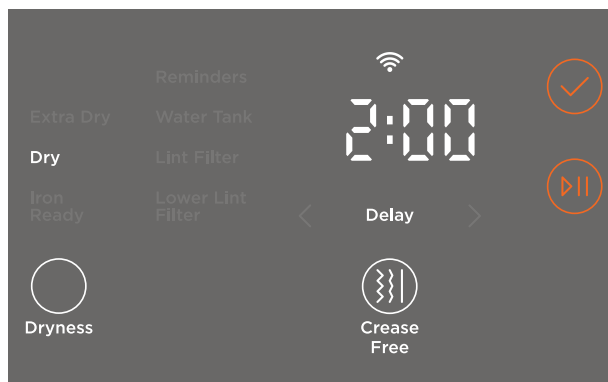 Reminders
Extra Dry
Water Tank
Dry
Lint Filter
Iron
Ready
Lower Lint
Filter
2:00
Delay
Dryness
Crease
Free